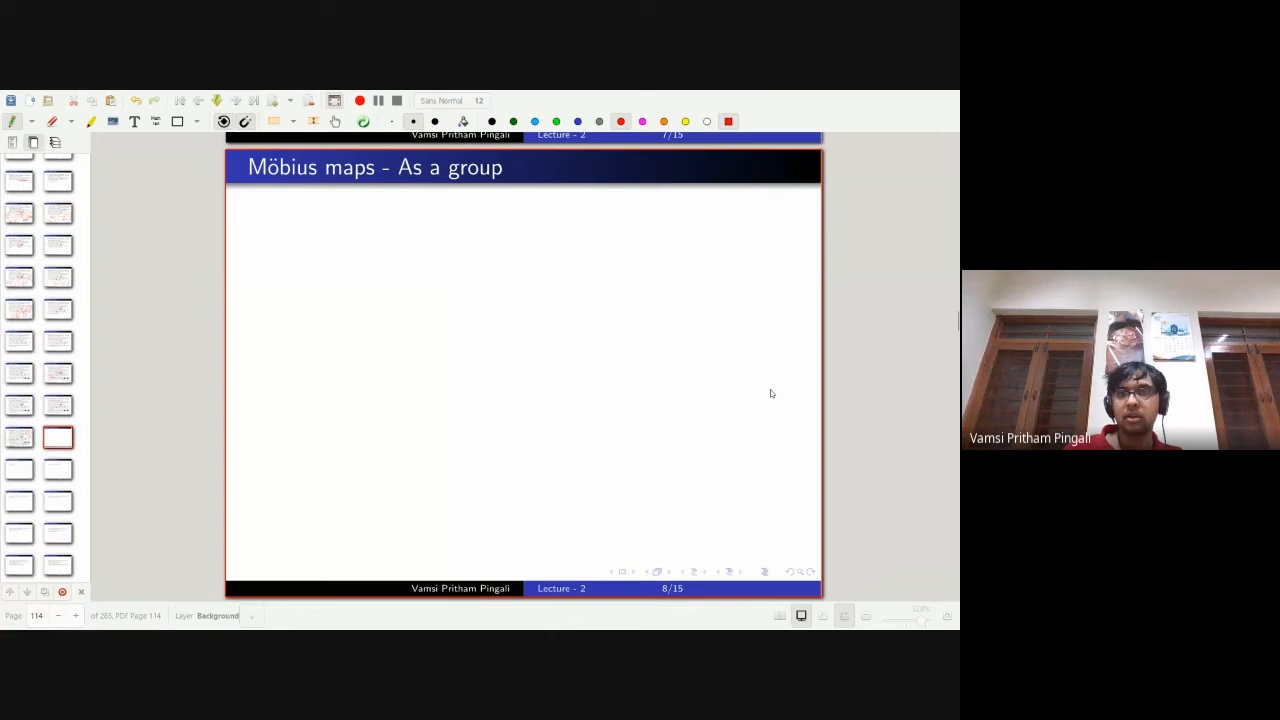 Sans Normal 12
Vamsi Pritham Pingali Lecture - 2 7/15
Möbius maps - As a group
Vamsi Pritham Pingali
Vamsi Pritham Pingali Lecture - 2 8/15
Page 114 of 285, PDF Page 114 Layer Background